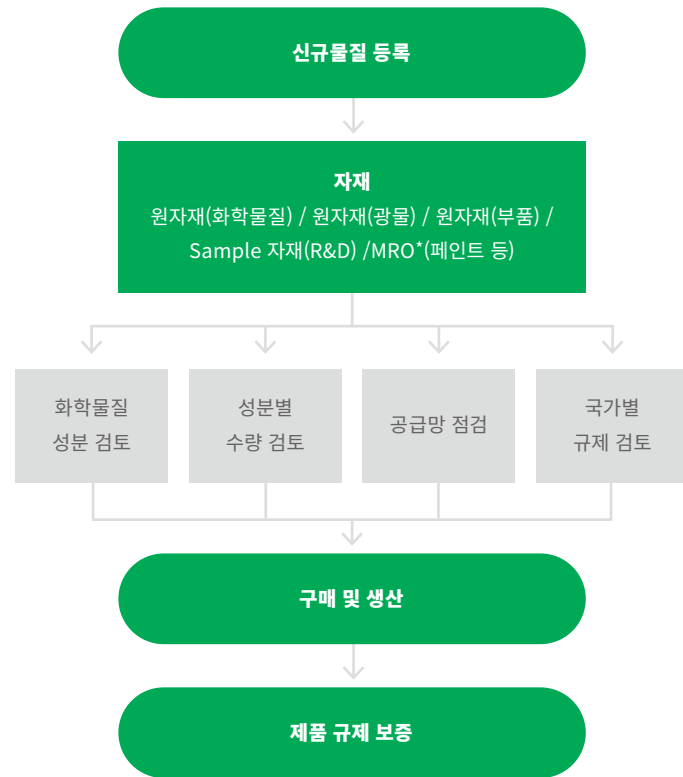 신규물질 등록
자재
원자재(화학물질) / 원자재(광물) / 원자재(부품) /
Sample 자재(R&D) /MRO*(페인트 등)
화학물질
성분 검토
성분별
수량 검토
공급망 점검
국가별
규제 검토
구매 및 생산
제품 규제 보증